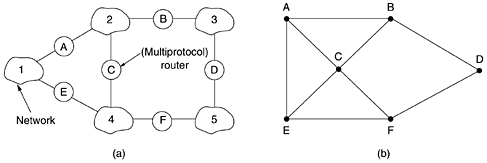 2 B 3
A
1
C
(Multiprotocol)
router
D
E
4 F 5
Network
(a)
A B
C
D
E F
(b)